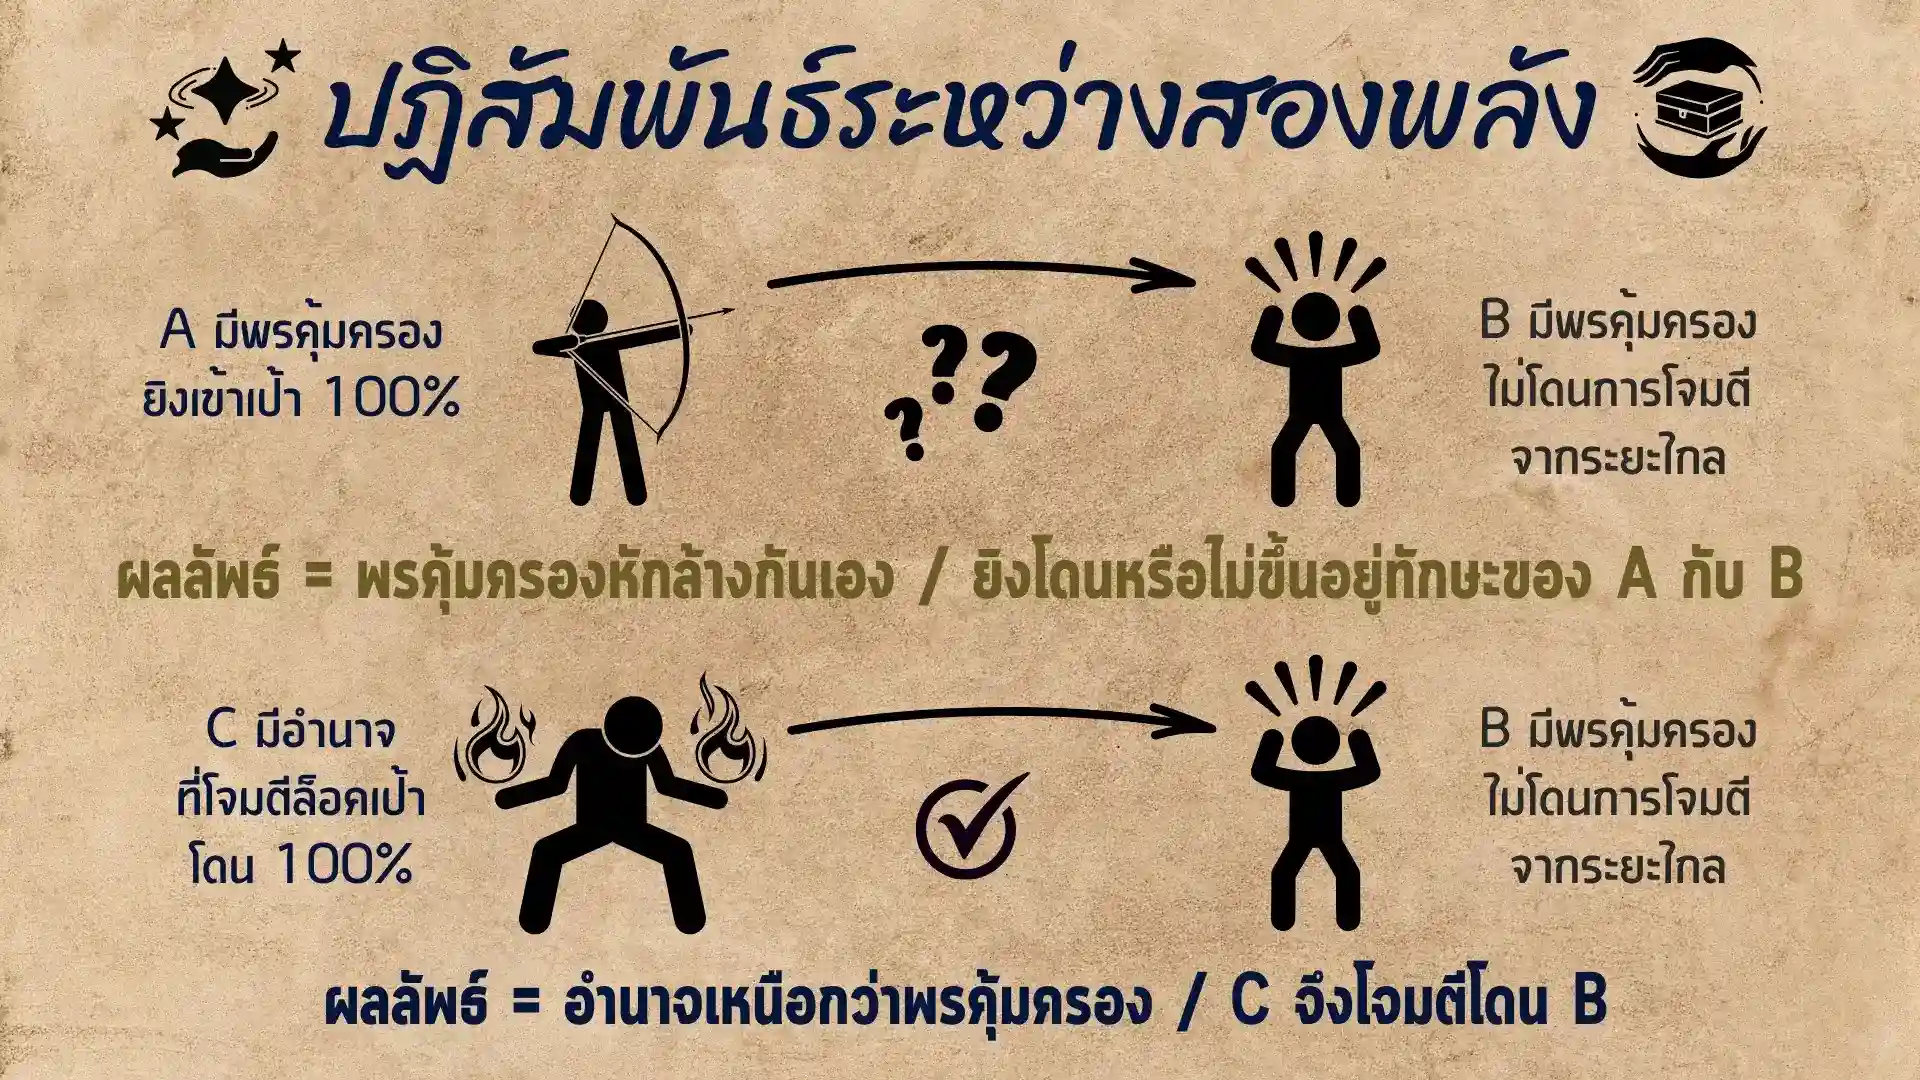 ปฏิสัมพันธ์ระหว่างสองพลัง
A มีพรคุ้มครอง
ยิงเข้าเป้า 100%
B มีพรคุ้มครอง
ไม่โดนการโจมตี
จากระยะไกล
ผลลัพธ์ = พรคุ้มครองหักล้างกันเอง / ยิงโดนหรือไม่ขึ้นอยู่ทักษะของ A กับ B
C มีอำนาจ
ที่โจมตีล็อคเป้า
โดน 100%
B มีพรคุ้มครอง
ไม่โดนการโจมตี
จากระยะไกล
ผลลัพธ์ = อำนาจเหนือกว่าพรคุ้มครอง / C จึงโจมตีโดน B